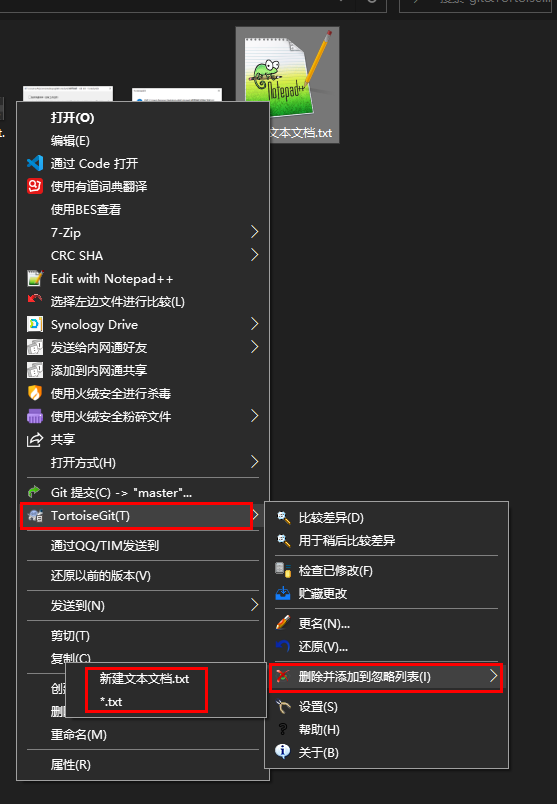 t.
Notepad++
文本文档.txt
打开(O)
编辑(E)
通过 Code 打开
使用有道词典翻译
使用BES查看
7-Zip
CRC SHA
Edit with Notepad++
选择左边文件进行比较(L)
Synology Drive
发送给内网通好友
添加到内网通共享
使用火绒安全进行杀毒
使用火绒安全粉碎文件
共享
打开方式(H)
Git 提交(C) -> "master"...
TortoiseGit(T)
通过QQ/TIM发送到
还原以前的版本(V)
发送到(N)
剪切(T)
复制(C)
创
删
重命名(M)
属性(R)
比较差异(D)
用于稍后比较差异
检查已修改(F)
贮藏更改
更名(N)...
还原(V)...
删除并添加到忽略列表(I)
设置(S)
帮助(H)
关于(B)
新建文本文档.txt
*.txt